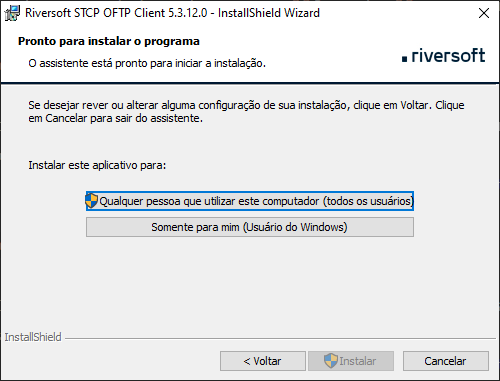 Riversoft STCP OFTP Client 5.3.12.0 - InstallShield Wizard
Pronto para instalar o programa
O assistente está pronto para iniciar a instalação.
riversoft
Se desejar rever ou alterar alguma configuração de sua instalação, clique em Voltar. Clique
em Cancelar para sair do assistente.
Instalar este aplicativo para:
Qualquer pessoa que utilizar este computador (todos os usuários)
Somente para mim (Usuário do Windows)
InstallShield
< Voltar
Instalar
Cancelar